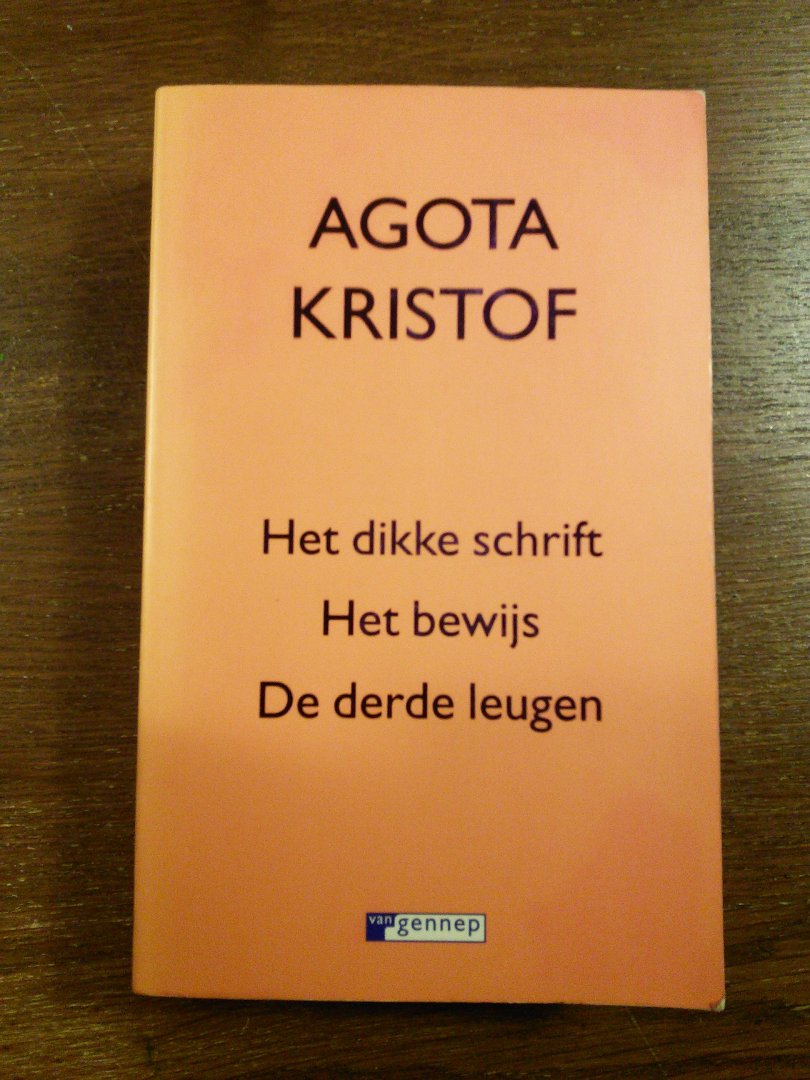 AGOTA
KRISTOF
Het dikke schrift
Het bewijs
De derde leugen
van gennep